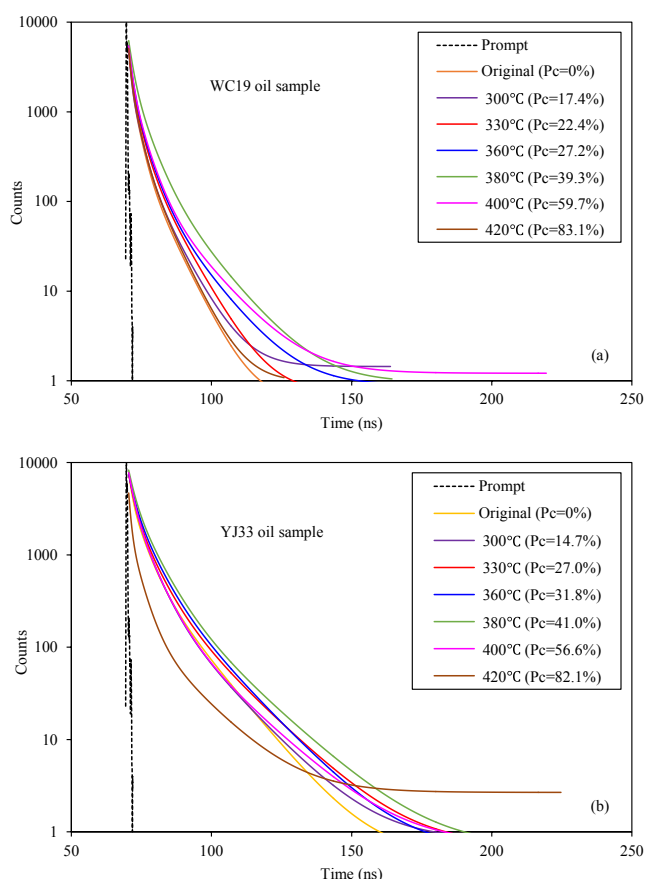 10000
1000
100
10
1
Counts
WC19 oil sample
Prompt
Original (Pc=0%)
300℃ (Pc=17.4%)
330℃ (Pc=22.4%)
360℃ (Pc=27.2%)
380℃ (Pc=39.3%)
400℃ (Pc=59.7%)
420℃ (Pc=83.1%)
(a)
50 100 150 200 250
Time (ns)
10000
1000
100
10
1
Counts
YJ33 oil sample
Prompt
Original (Pc=0%)
300℃ (Pc=14.7%)
330℃ (Pc=27.0%)
360℃ (Pc=31.8%)
380℃ (Pc=41.0%)
400℃ (Pc=56.6%)
420℃ (Pc=82.1%)
(b)
50 100 150 200 250
Time (ns)